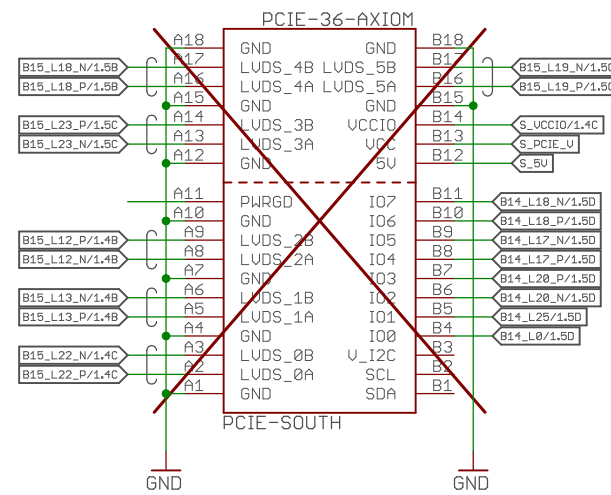 PCIE-36-AXIOM
A18 GND GND B18
B15_L18_N/1.5B A17 LVDS_4B LVDS_5B B17 B15_L19_N/1.5C
B15_L18_P/1.5B A16 LVDS_4A LVDS_5A B16 B15_L19_P/1.5C
A15 GND GND B15
B15_L23_P/1.5C A14 LVDS_3B VCCIO B14 S_VCCIO/1.4C
B15_L23_N/1.5C A13 LVDS_3A VCC B13 S_PCIE_V
A12 GND 5V B12 S_5V
A11 PWRGD IO7 B11 B14_L18_N/1.5D
A10 GND IO6 B10 B14_L18_P/1.5D
B15_L12_P/1.4B A9 LVDS_2B IO5 B9 B14_L17_N/1.5D
B15_L12_N/1.4B A8 LVDS_2A IO4 B8 B14_L17_P/1.5D
A7 GND IO3 B7 B14_L20_P/1.5D
B15_L13_N/1.4B A6 LVDS_1B IO2 B6 B14_L20_N/1.5D
B15_L13_P/1.4B A5 LVDS_1A IO1 B5 B14_L25/1.5D
A4 GND IO0 B4 B14_L0/1.5D
B15_L22_N/1.4C A3 LVDS_0B V_I2C B3
B15_L22_P/1.4C A2 LVDS_0A SCL B2
A1 GND SDA B1
PCIE-SOUTH
GND GND